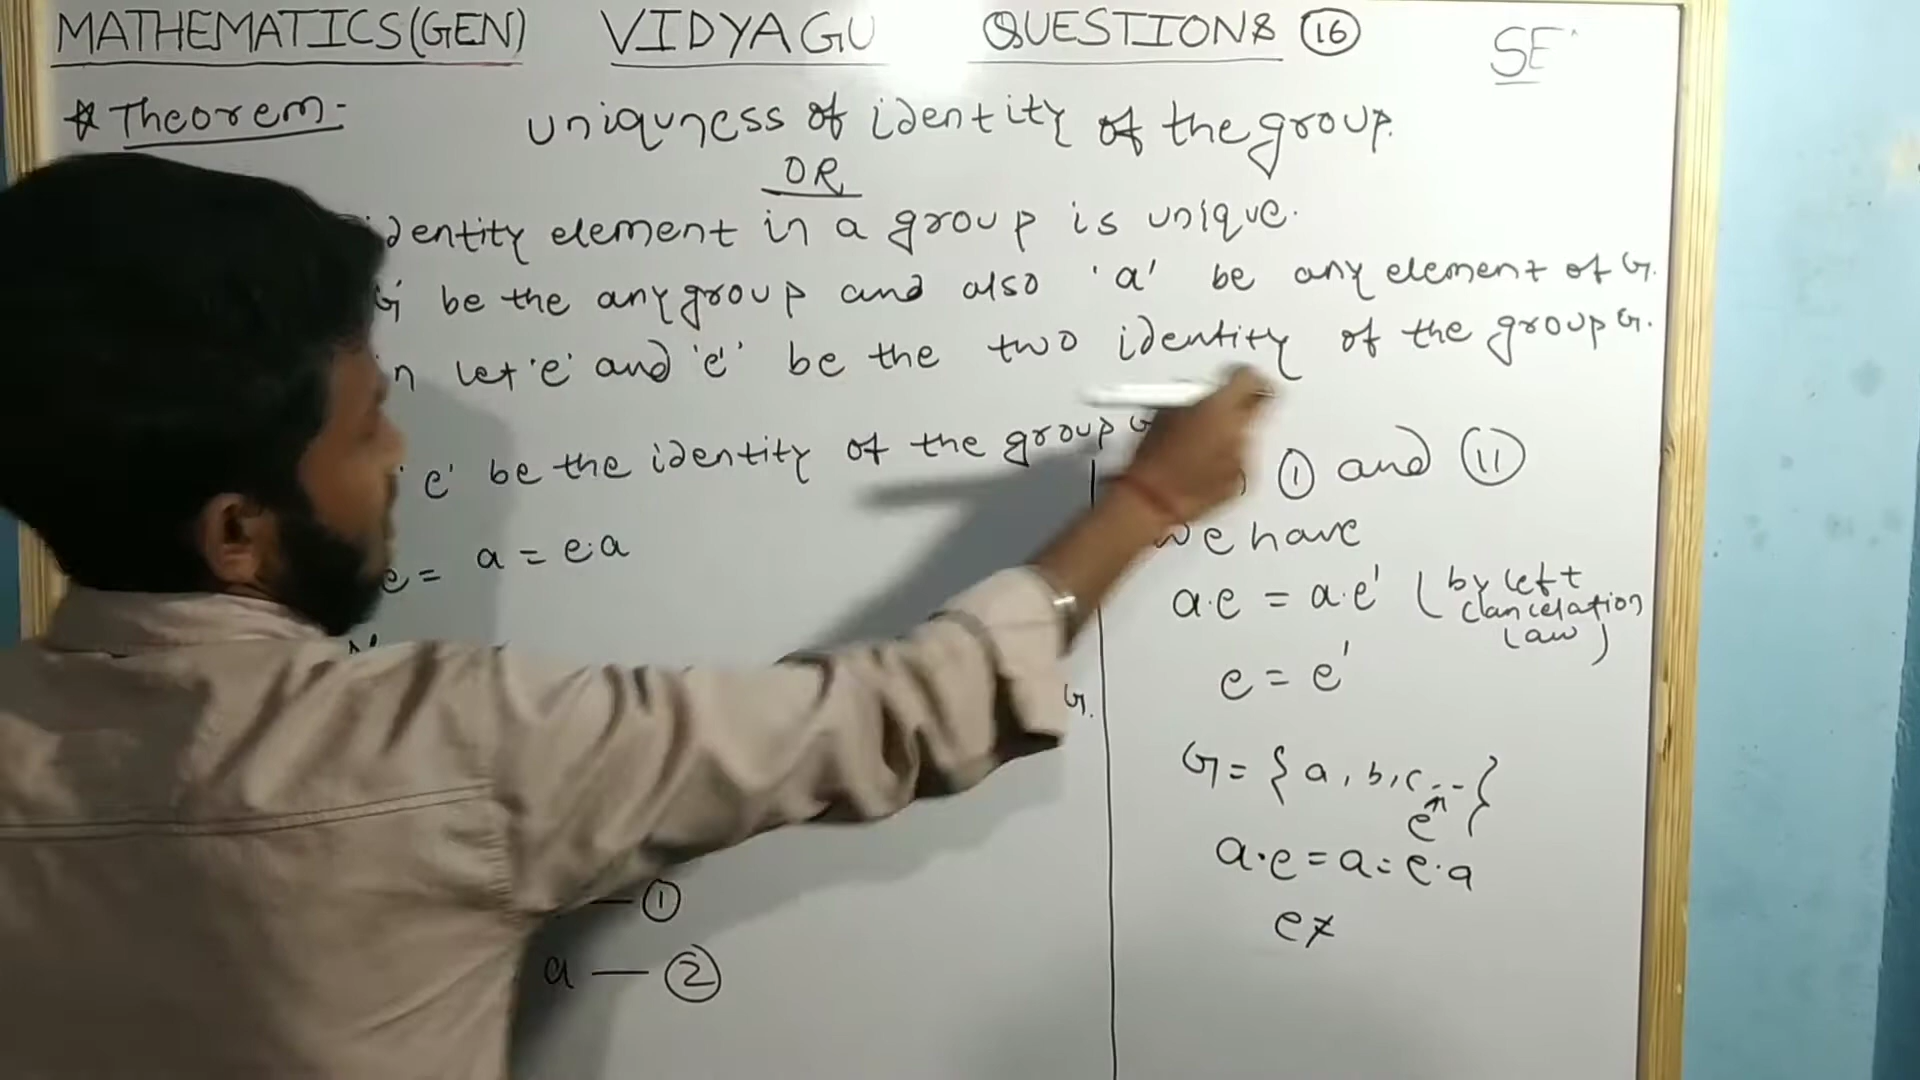 MATHEMATICS(GEN) VIDYAGU QUESTIONS 16 SE
* Theorem:-
uniquness of identity of the group.
OR
identity element in a group is unique.
G be the any group and also 'a' be any element of G.
n let 'e' and 'e'' be the two identity of the group G.
'e' be the identity of the group G
e = a = e.a
G.
— 1
a — 2
1 and 11
we have
a.e = a.e' (by left clancelation law)
e = e'
G = { a, b, c, .. - }
e
a.e = a = e.a
e≠